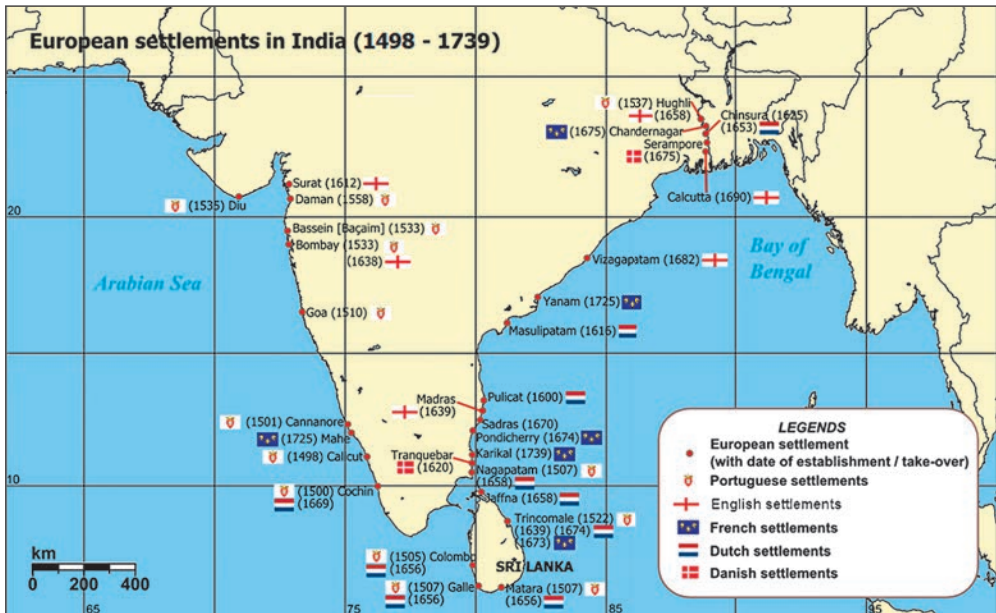 European settlements in India (1498 - 1739)
(1537) Hughli
(1658)
Chinsura (1625)
(1653)
(1675) Chandernagar
Serampore
(1675)
Calcutta (1690)
Surat (1612)
Daman (1558)
(1535) Diu
20
Bassein [Baçaim] (1533)
Bombay (1533)
(1638)
Arabian Sea
Bay of
Bengal
Vizagapatam (1682)
Goa (1510)
Yanam (1725)
Masulipatam (1616)
Madras
(1639)
Pulicat (1600)
Sadras (1670)
(1501) Cannanore
Pondicherry (1674)
(1725) Mahe
Karikal (1739)
(1498) Calicut
Tranquebar
(1620)
Nagapatam (1507)
(1658)
10
(1500) Cochin
(1669)
Jaffna (1658)
Trincomale (1522)
(1639) (1674)
(1673)
(1505) Colombo
(1656)
SRI LANKA
(1507) Galle
(1656)
Matara (1507)
(1656)
km
0 200 400
65
75
85
95
LEGENDS
European settlement
(with date of establishment / take-over)
Portuguese settlements
English settlements
French settlements
Dutch settlements
Danish settlements